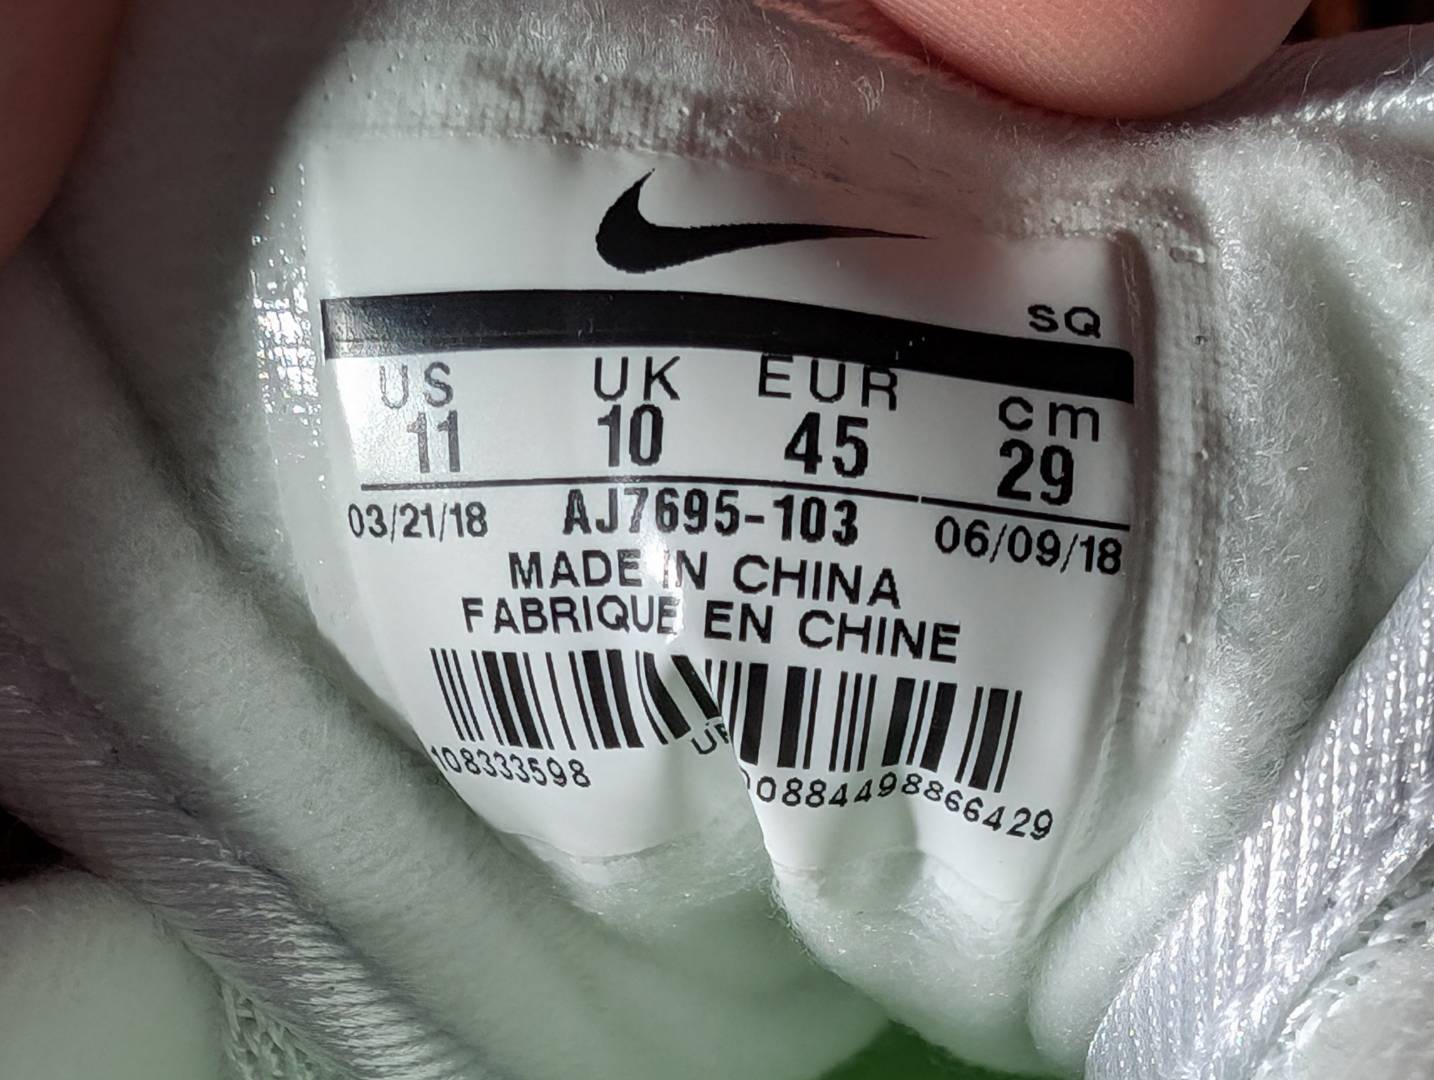 SQ
US UK EUR cm
11 10 45 29
03/21/18 AJ7695-103 06/09/18
MADE IN CHINA
FABRIQUE EN CHINE
108333598 00884498866429